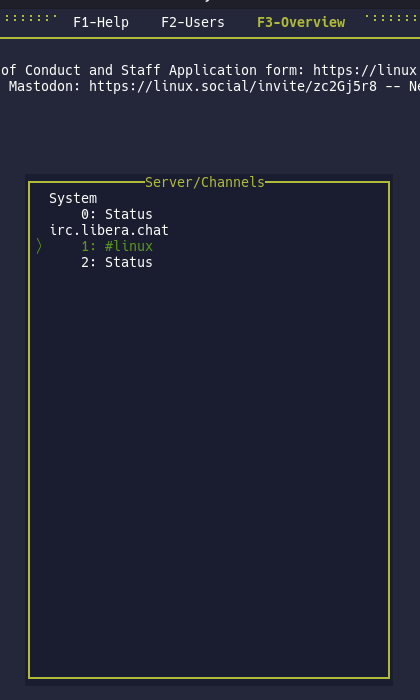 F1-Help F2-Users F3-Overview
of Conduct and Staff Application form: https://linux
Mastodon: https://linux.social/invite/zc2Gj5r8 -- Ne
Server/Channels
System
0: Status
irc.libera.chat
〉 1: #linux
2: Status